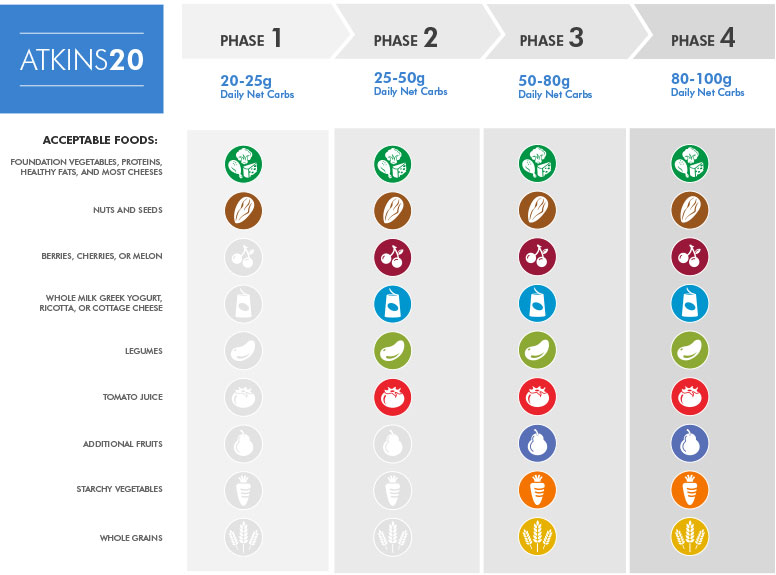 ATKINS20
PHASE 1
PHASE 2
PHASE 3
PHASE 4
20-25g
Daily Net Carbs
25-50g
Daily Net Carbs
50-80g
Daily Net Carbs
80-100g
Daily Net Carbs
ACCEPTABLE FOODS:
FOUNDATION VEGETABLES, PROTEINS,
HEALTHY FATS, AND MOST CHEESES
NUTS AND SEEDS
BERRIES, CHERRIES, OR MELON
WHOLE MILK GREEK YOGURT,
RICOTTA, OR COTTAGE CHEESE
LEGUMES
TOMATO JUICE
ADDITIONAL FRUITS
STARCHY VEGETABLES
WHOLE GRAINS